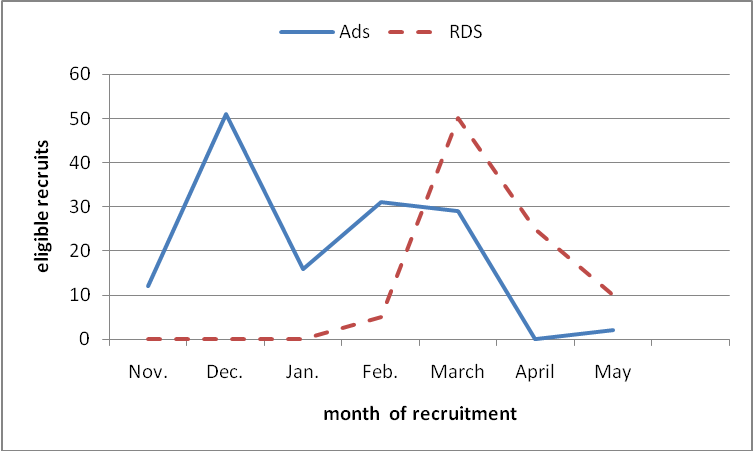 Ads RDS
60
50
40
30
20
10
0
eligible recruits
Nov. Dec. Jan. Feb. March April May
month of recruitment